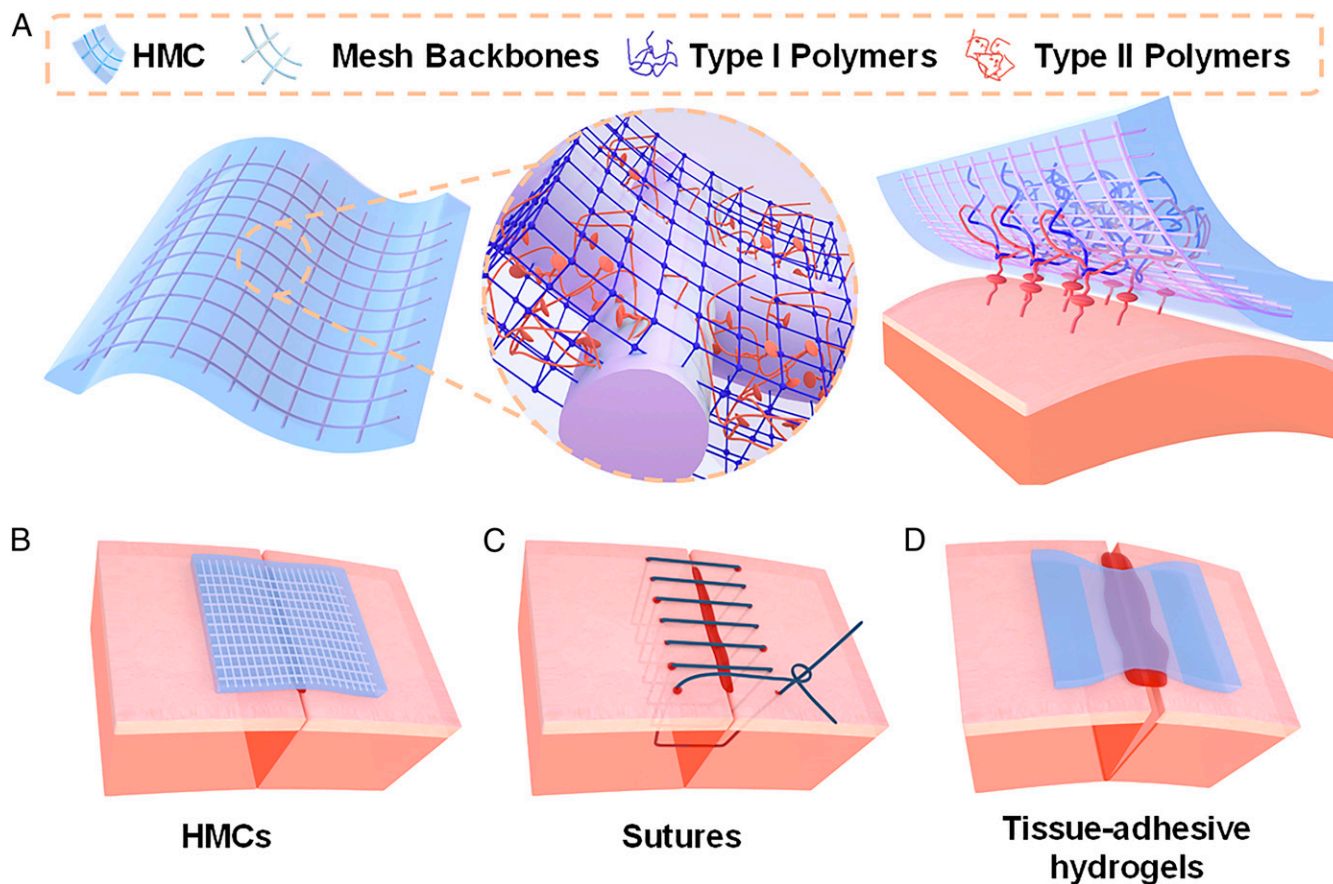 A
HMC Mesh Backbones Type I Polymers Type II Polymers
B
C
D
HMCs
Sutures
Tissue-adhesive
hydrogels